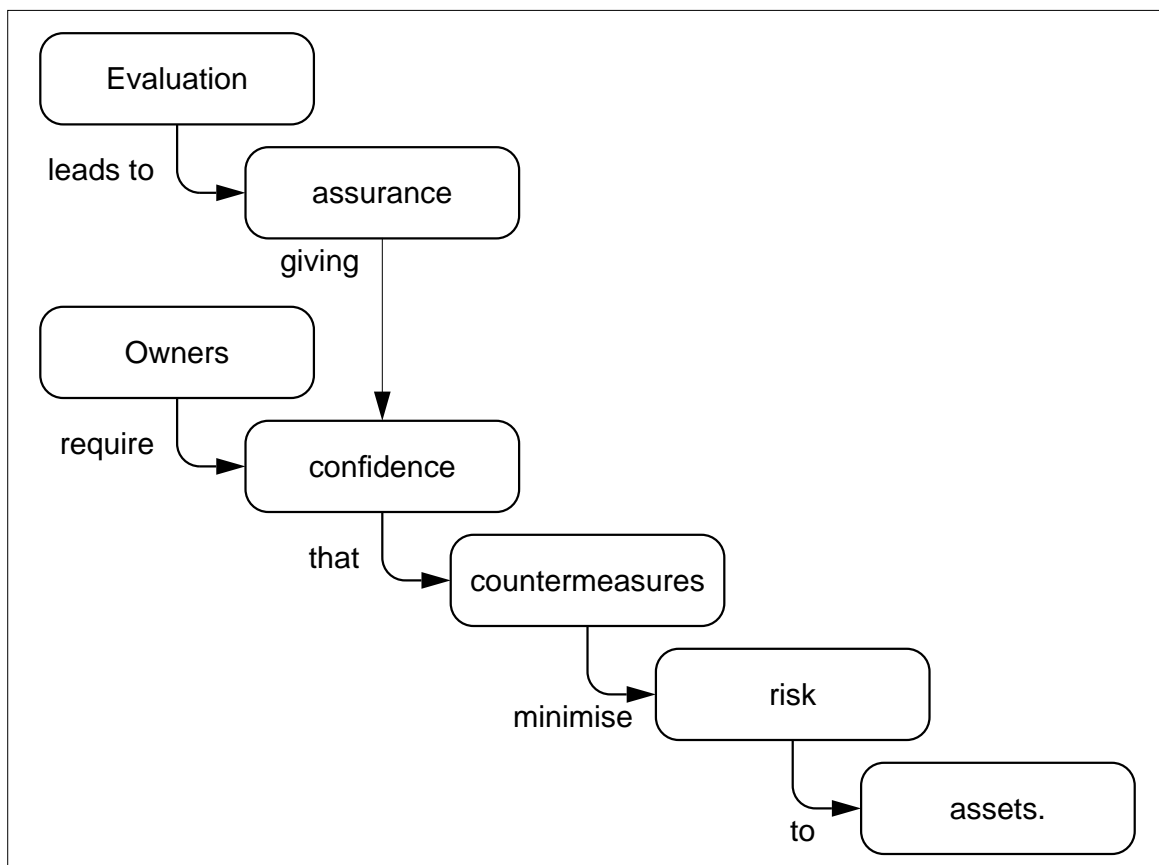 Evaluation
leads to
assurance
giving
Owners
require
confidence
that
countermeasures
minimise
risk
to
assets.